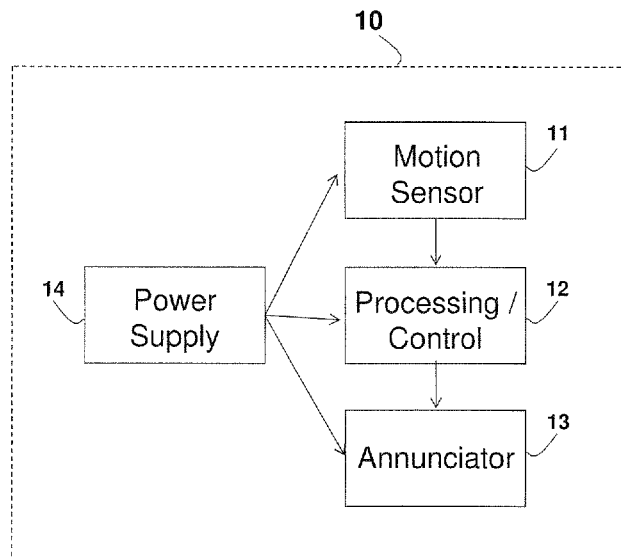 10
11
Motion
Sensor
14
Power
Supply
12
Processing /
Control
13
Annunciator